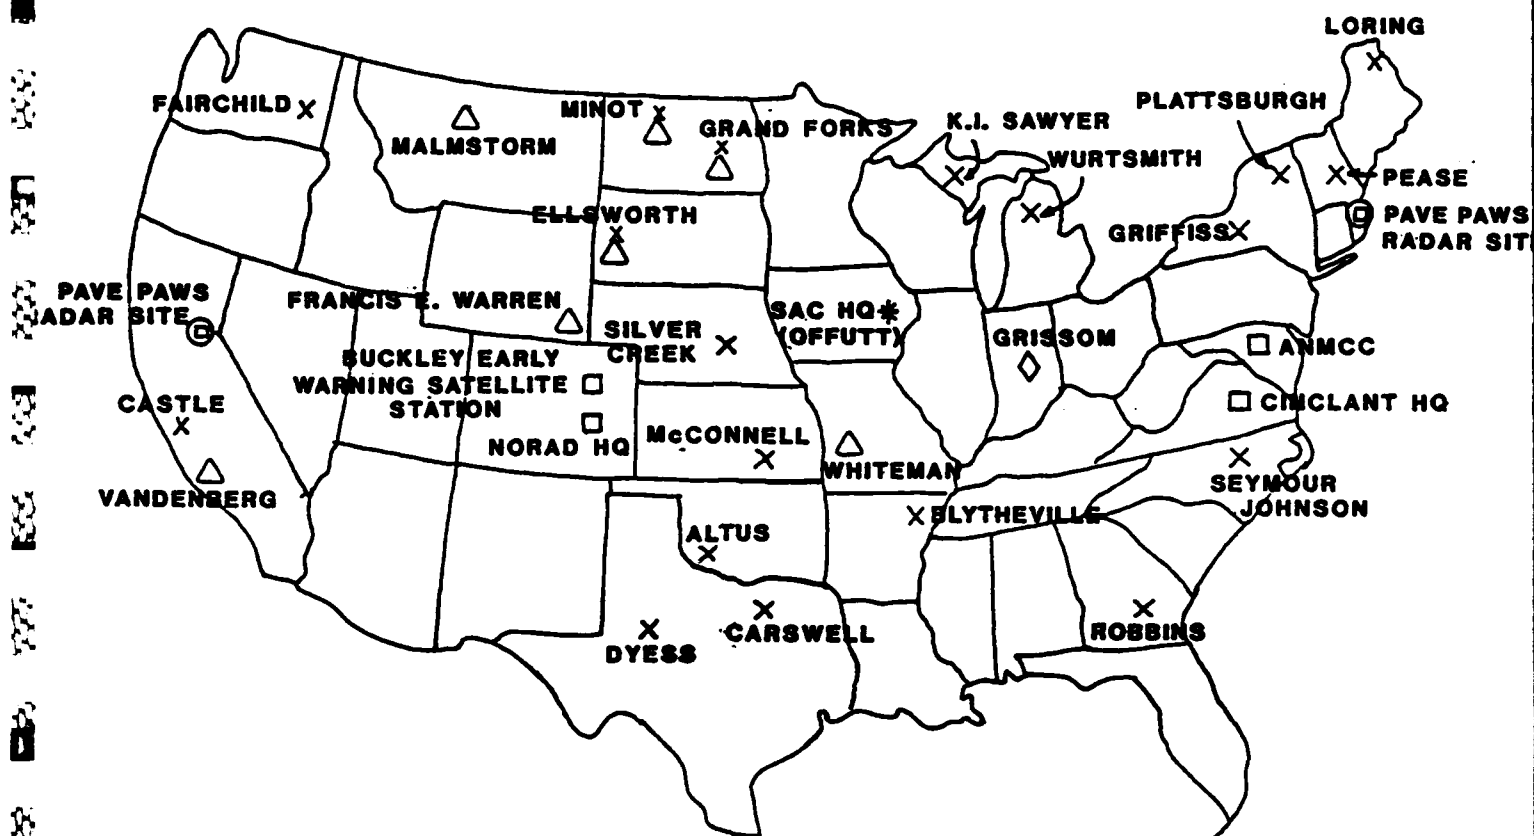 LORING
PLATTSBURGH
FAIRCHILD
MINOT
K.I. SAWYER
GRAND FORKS
MALMSTORM
WURTSMITH
PEASE
ELLSWORTH
PAVE PAWS
RADAR SIT
GRIFFISS
PAVE PAWS
ADAR SITE
FRANCIS E. WARREN
SAC HQ*
(OFFUTT)
SILVER
CREEK
GRISSOM
ANMCC
BUCKLEY EARLY
WARNING SATELLITE
STATION
CASTLE
CINCLANT HQ
NORAD HQ
McCONNELL
WHITEMAN
VANDENBERG
SEYMOUR
JOHNSON
BLYTHEVILLE
ALTUS
DYESS
CARSWELL
ROBBINS